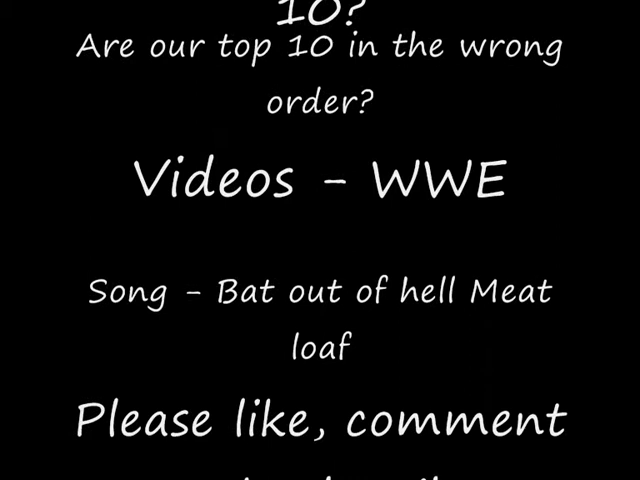 10?
Are our top 10 in the wrong
order?
Videos - WWE
Song - Bat out of hell Meat
loaf
Please like, comment